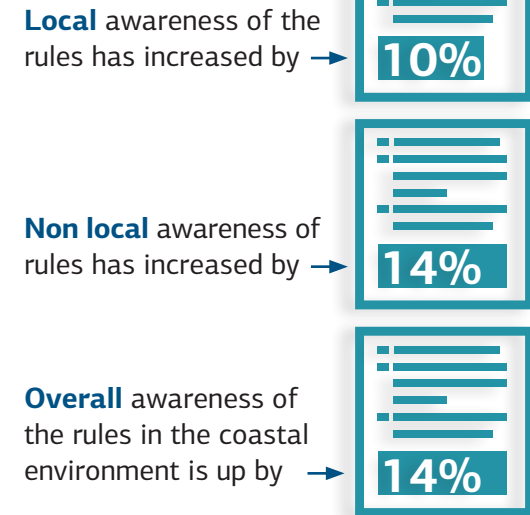 Local awareness of the
rules has increased by
10%
Non local awareness of
rules has increased by
14%
Overall awareness of
the rules in the coastal
environment is up by
14%